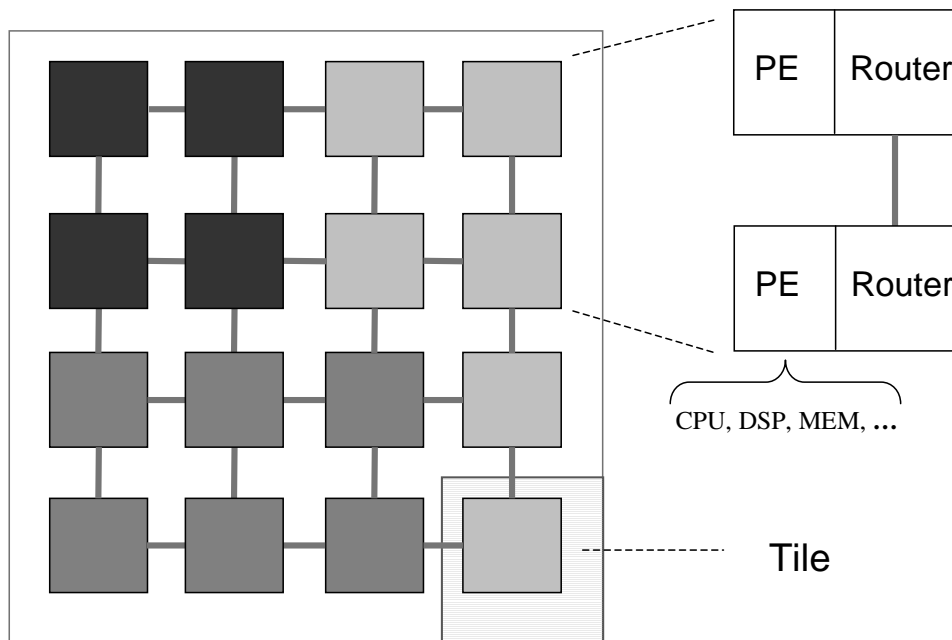 PE Router
PE Router
CPU, DSP, MEM, ...
Tile